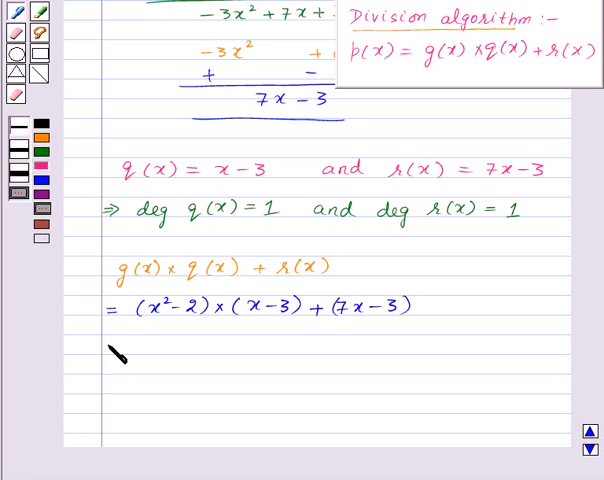 - 3x² + 7x +
Division algorithm :-
p(x) = g(x) × q(x) + r(x)
- 3x² +
+ -
7x - 3
q(x) = x - 3 and r(x) = 7x - 3
⇒ deg q(x) = 1 and deg r(x) = 1
g(x) × q(x) + r(x)
= (x² - 2) × (x - 3) + (7x - 3)